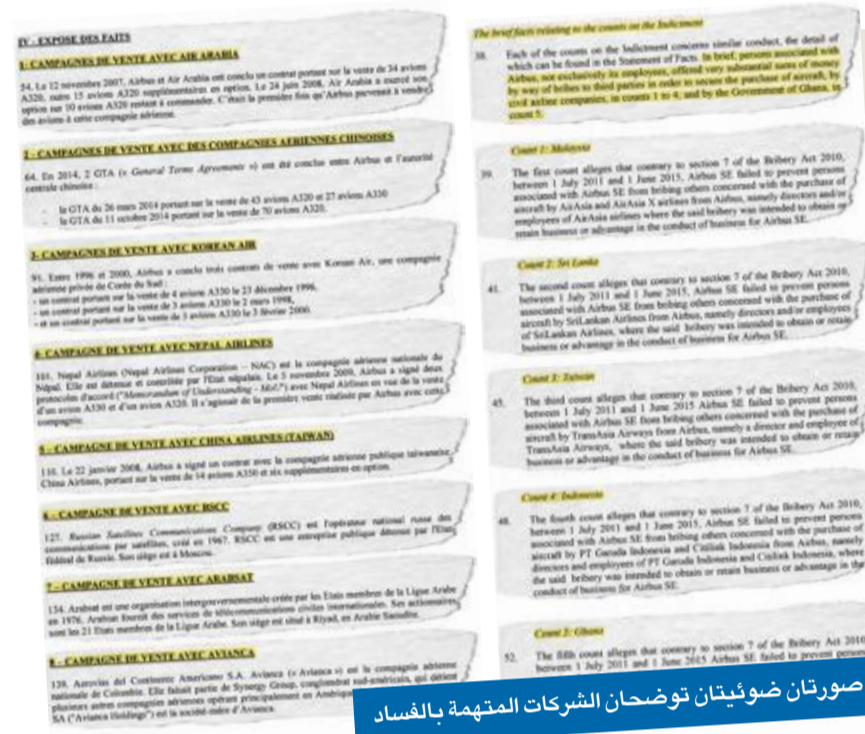 IV - EXPOSE DES FAITS
1- CAMPAGNES DE VENTE AVEC AIR ARABIA
54. Le 12 novembre 2007, Airbus et Air Arabia ont conclu un contrat portant sur la vente de 34 avions
A320, outre 15 avions A320 supplémentaires en option. Le 24 juin 2008, Air Arabia a exercé son
option sur 10 avions A320 restant à commander. C'était la première fois qu'Airbus parvenait à vendre
des avions à cette compagnie aérienne.
2 - CAMPAGNES DE VENTE AVEC DES COMPAGNIES AERIENNES CHINOISES
64. En 2014, 2 GTA (« General Terms Agreements ») ont été conclus entre Airbus et l'autorité
centrale chinoise :
- le GTA du 26 mars 2014 portant sur la vente de 43 avions A320 et 27 avions A330
- le GTA du 11 octobre 2014 portant sur la vente de 70 avions A320.
3- CAMPAGNES DE VENTE AVEC KOREAN AIR
91. Entre 1996 et 2000, Airbus a conclu trois contrats de vente avec Korean Air, une compagnie
aérienne privée de Corée du Sud :
- un contrat portant sur la vente de 4 avions A330 le 23 décembre 1996,
- un contrat portant sur la vente de 3 avions A330 le 2 mars 1998,
- et un contrat portant sur la vente de 3 avions A330 le 3 février 2000.
4- CAMPAGNE DE VENTE AVEC NEPAL AIRLINES
101. Nepal Airlines (Nepal Airlines Corporation – NAC) est la compagnie aérienne nationale du
Népal. Elle est détenue et contrôlée par l'Etat népalais. Le 5 novembre 2009, Airbus a signé deux
protocoles d'accord ("Memorandum of Understanding - MoU") avec Nepal Airlines en vue de la vente
d'un avion A330 et d'un avion A320. Il s'agissait de la première vente réalisée par Airbus avec cette
compagnie.
5 – CAMPAGNE DE VENTE AVEC CHINA AIRLINES (TAIWAN)
110. Le 22 janvier 2008, Airbus a signé un contrat avec la compagnie aérienne publique taïwanaise,
China Airlines, portant sur la vente de 14 avions A350 et six supplémentaires en option.
6 – CAMPAGNE DE VENTE AVEC RSCC
127. Russian Satellites Communications Company (RSCC) est l'opérateur national russe des
communications par satellites, créé en 1967. RSCC est une entreprise publique détenue par l'Etat
fédéral de Russie. Son siège est à Moscou.
7 – CAMPAGNE DE VENTE AVEC ARABSAT
134. Arabsat est une organisation intergouvernementale créée par les Etats membres de la Ligue Arabe
en 1976. Arabsat fournit des services de télécommunications civiles internationales. Ses actionnaires
sont les 21 Etats membres de la Ligue Arabe. Son siège est situé à Riyad, en Arabie Saoudite.
8 – CAMPAGNE DE VENTE AVEC AVIANCA
139. Aerovias del Continente Americano S.A. Avianca (« Avianca ») est la compagnie aérienne
nationale de Colombie. Elle faisait partie de Synergy Group, conglomérat sud-américain, qui détient
plusieurs autres compagnies aériennes opérant principalement en Amérique
SA ("Avianca Holdings") est la société-mère d'Avianca.
The brief facts relating to the counts on the Indictment
38. Each of the counts on the Indictment concerns similar conduct, the detail of
which can be found in the Statement of Facts. In brief, persons associated with
Airbus, not exclusively its employees, offered very substantial sums of money
by way of bribes to third parties in order to secure the purchase of aircraft, by
civil airline companies, in counts 1 to 4, and by the Government of Ghana, in
count 5.
Count 1: Malaysia
39. The first count alleges that contrary to section 7 of the Bribery Act 2010,
between 1 July 2011 and 1 June 2015, Airbus SE failed to prevent persons
associated with Airbus SE from bribing others concerned with the purchase of
aircraft by AirAsia and AirAsia X airlines from Airbus, namely directors and/or
employees of AirAsia airlines where the said bribery was intended to obtain or
retain business or advantage in the conduct of business for Airbus SE.
Count 2: Sri Lanka
41. The second count alleges that contrary to section 7 of the Bribery Act 2010,
between 1 July 2011 and 1 June 2015, Airbus SE failed to prevent persons
associated with Airbus SE from bribing others concerned with the purchase of
aircraft by SriLankan Airlines from Airbus, namely directors and/or employees
of SriLankan Airlines, where the said bribery was intended to obtain or retain
business or advantage in the conduct of business for Airbus SE.
Count 3: Taiwan
45. The third count alleges that contrary to section 7 of the Bribery Act 2010,
between 1 July 2011 and 1 June 2015 Airbus SE failed to prevent persons
associated with Airbus SE from bribing others concerned with the purchase of
aircraft by TransAsia Airways from Airbus, namely a director and employee of
TransAsia Airways, where the said bribery was intended to obtain or retain
business or advantage in the conduct of business for Airbus SE.
Count 4: Indonesia
48. The fourth count alleges that contrary to section 7 of the Bribery Act 2010,
between 1 July 2011 and 1 June 2015, Airbus SE failed to prevent persons
associated with Airbus SE from bribing others concerned with the purchase of
aircraft by PT Garuda Indonesia and Citilink Indonesia from Airbus, namely
directors and employees of PT Garuda Indonesia and Citilink Indonesia, where
the said bribery was intended to obtain or retain business or advantage in the
conduct of business for Airbus SE.
Count 5: Ghana
52. The fifth count alleges that contrary to section 7 of the Bribery Act 2010
between 1 July 2011 and 1 June 2015 Airbus SE failed to prevent persons
صورتان ضوئيتان توضحان الشركات المتهمة بالفساد